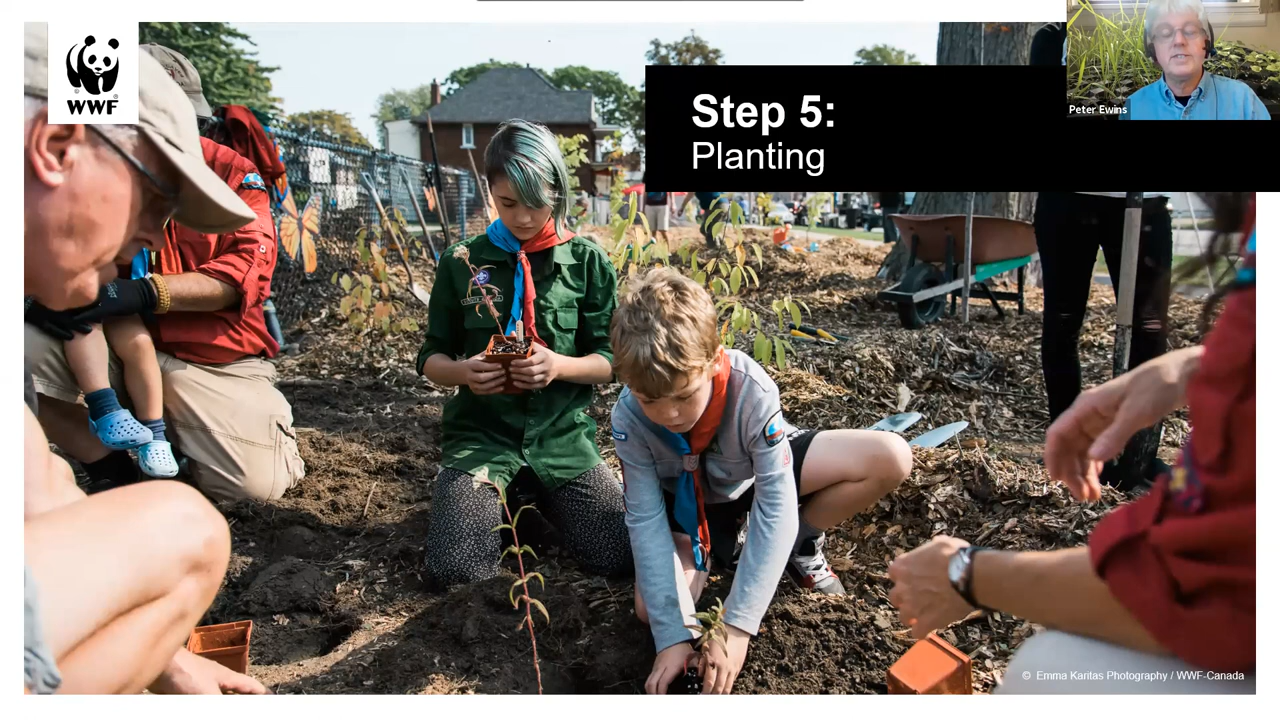 WWF
Step 5:
Planting
Peter Ewins
© Emma Karitas Photography / WWF-Canada